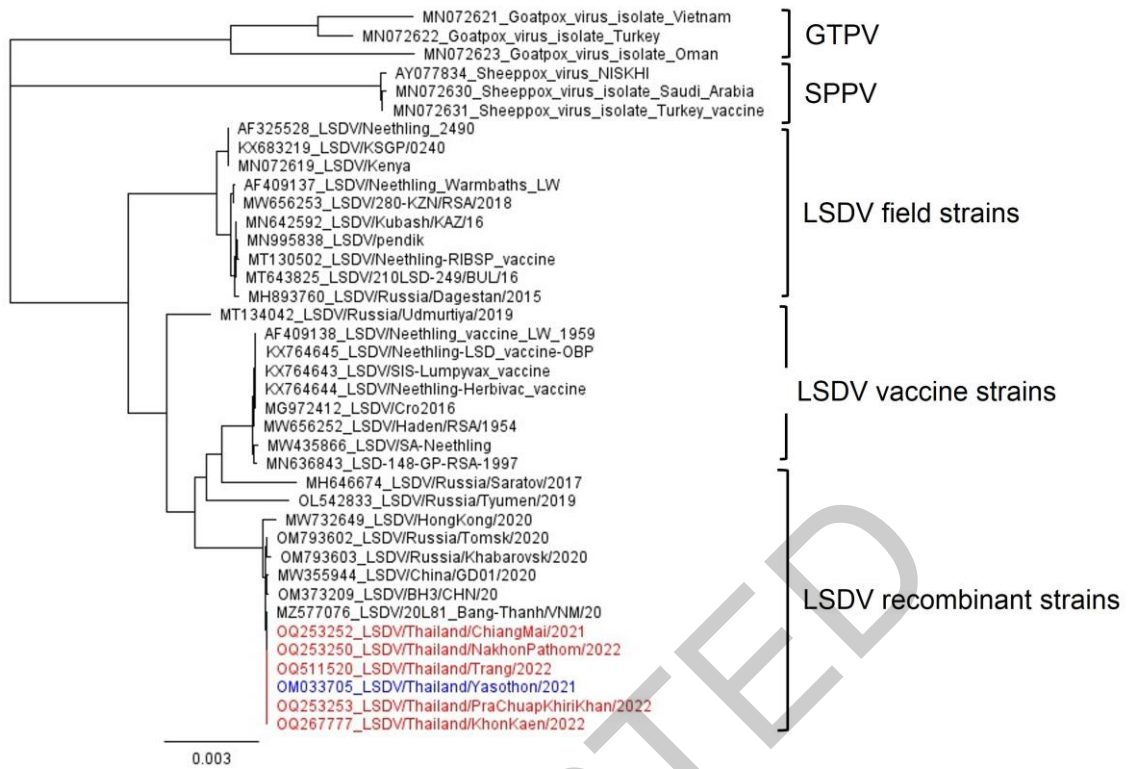 MN072621_Goatpox_virus_isolate_Vietnam
MN072622_Goatpox_virus_isolate_Turkey
MN072623_Goatpox_virus_isolate_Oman
GTPV
AY077834_Sheeppox_virus_NISKHI
MN072630_Sheeppox_virus_isolate_Saudi_Arabia
MN072631_Sheeppox_virus_isolate_Turkey_vaccine
SPPV
AF325528_LSDV/Neethling_2490
KX683219_LSDV/KSGP/0240
MN072619_LSDV/Kenya
AF409137_LSDV/Neethling_Warmbaths_LW
MW656253_LSDV/280-KZN/RSA/2018
MN642592_LSDV/Kubash/KAZ/16
MN995838_LSDV/pendik
MT130502_LSDV/Neethling-RIBSP_vaccine
MT643825_LSDV/210LSD-249/BUL/16
MH893760_LSDV/Russia/Dagestan/2015
LSDV field strains
MT134042_LSDV/Russia/Udmurtiya/2019
AF409138_LSDV/Neethling_vaccine_LW_1959
KX764645_LSDV/Neethling-LSD_vaccine-OBP
KX764643_LSDV/SIS-Lumpyvax_vaccine
KX764644_LSDV/Neethling-Herbivac_vaccine
MG972412_LSDV/Cro2016
MW656252_LSDV/Haden/RSA/1954
MW435866_LSDV/SA-Neethling
MN636843_LSD-148-GP-RSA-1997
LSDV vaccine strains
MH646674_LSDV/Russia/Saratov/2017
OL542833_LSDV/Russia/Tyumen/2019
MW732649_LSDV/HongKong/2020
OM793602_LSDV/Russia/Tomsk/2020
OM793603_LSDV/Russia/Khabarovsk/2020
MW355944_LSDV/China/GD01/2020
OM373209_LSDV/BH3/CHN/20
MZ577076_LSDV/20L81_Bang-Thanh/VNM/20
OQ253252_LSDV/Thailand/ChiangMai/2021
OQ253250_LSDV/Thailand/NakhonPathom/2022
OQ511520_LSDV/Thailand/Trang/2022
OM033705_LSDV/Thailand/Yasothon/2021
OQ253253_LSDV/Thailand/PraChuapKhiriKhan/2022
OQ267777_LSDV/Thailand/KhonKaen/2022
LSDV recombinant strains
0.003